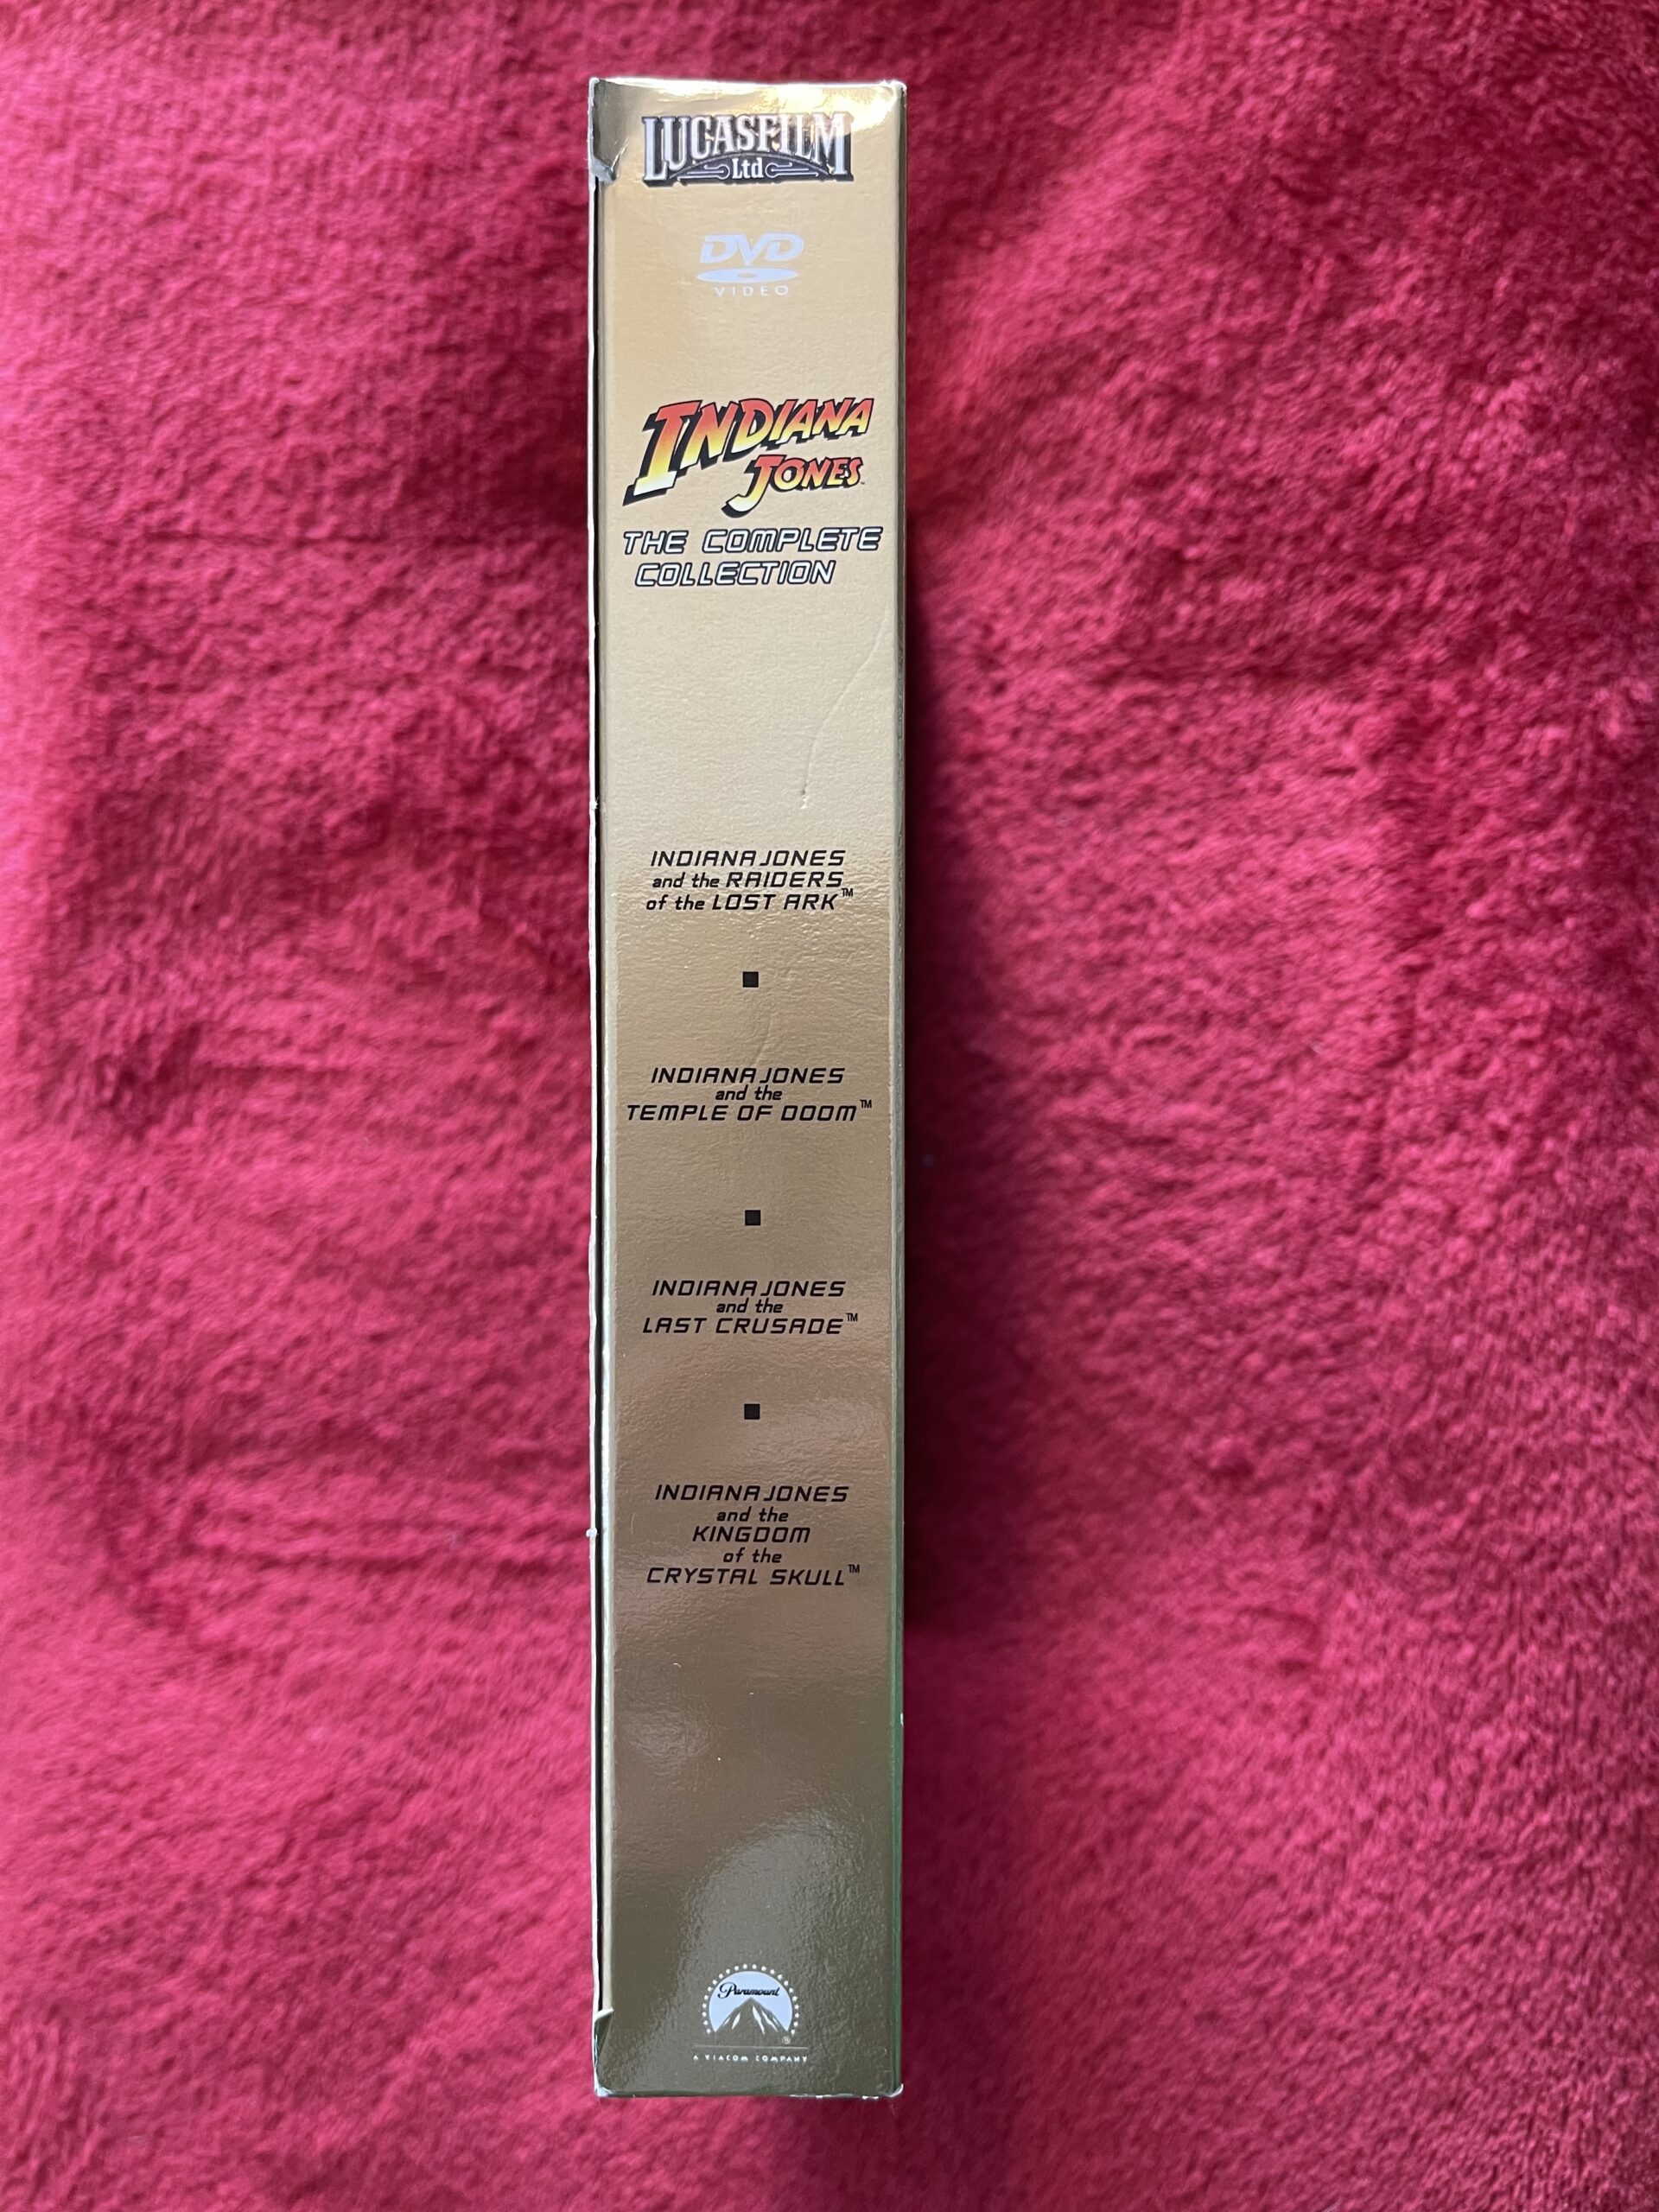 LUCASFILM
Ltd
DVD
VIDEO
INDIANA
JONES™
THE COMPLETE
COLLECTION
INDIANA JONES
and the RAIDERS
of the LOST ARK™
INDIANA JONES
and the
TEMPLE OF DOOM™
INDIANA JONES
and the
LAST CRUSADE™
INDIANA JONES
and the
KINGDOM
of the
CRYSTAL SKULL™
Paramount
A VIACOM COMPANY